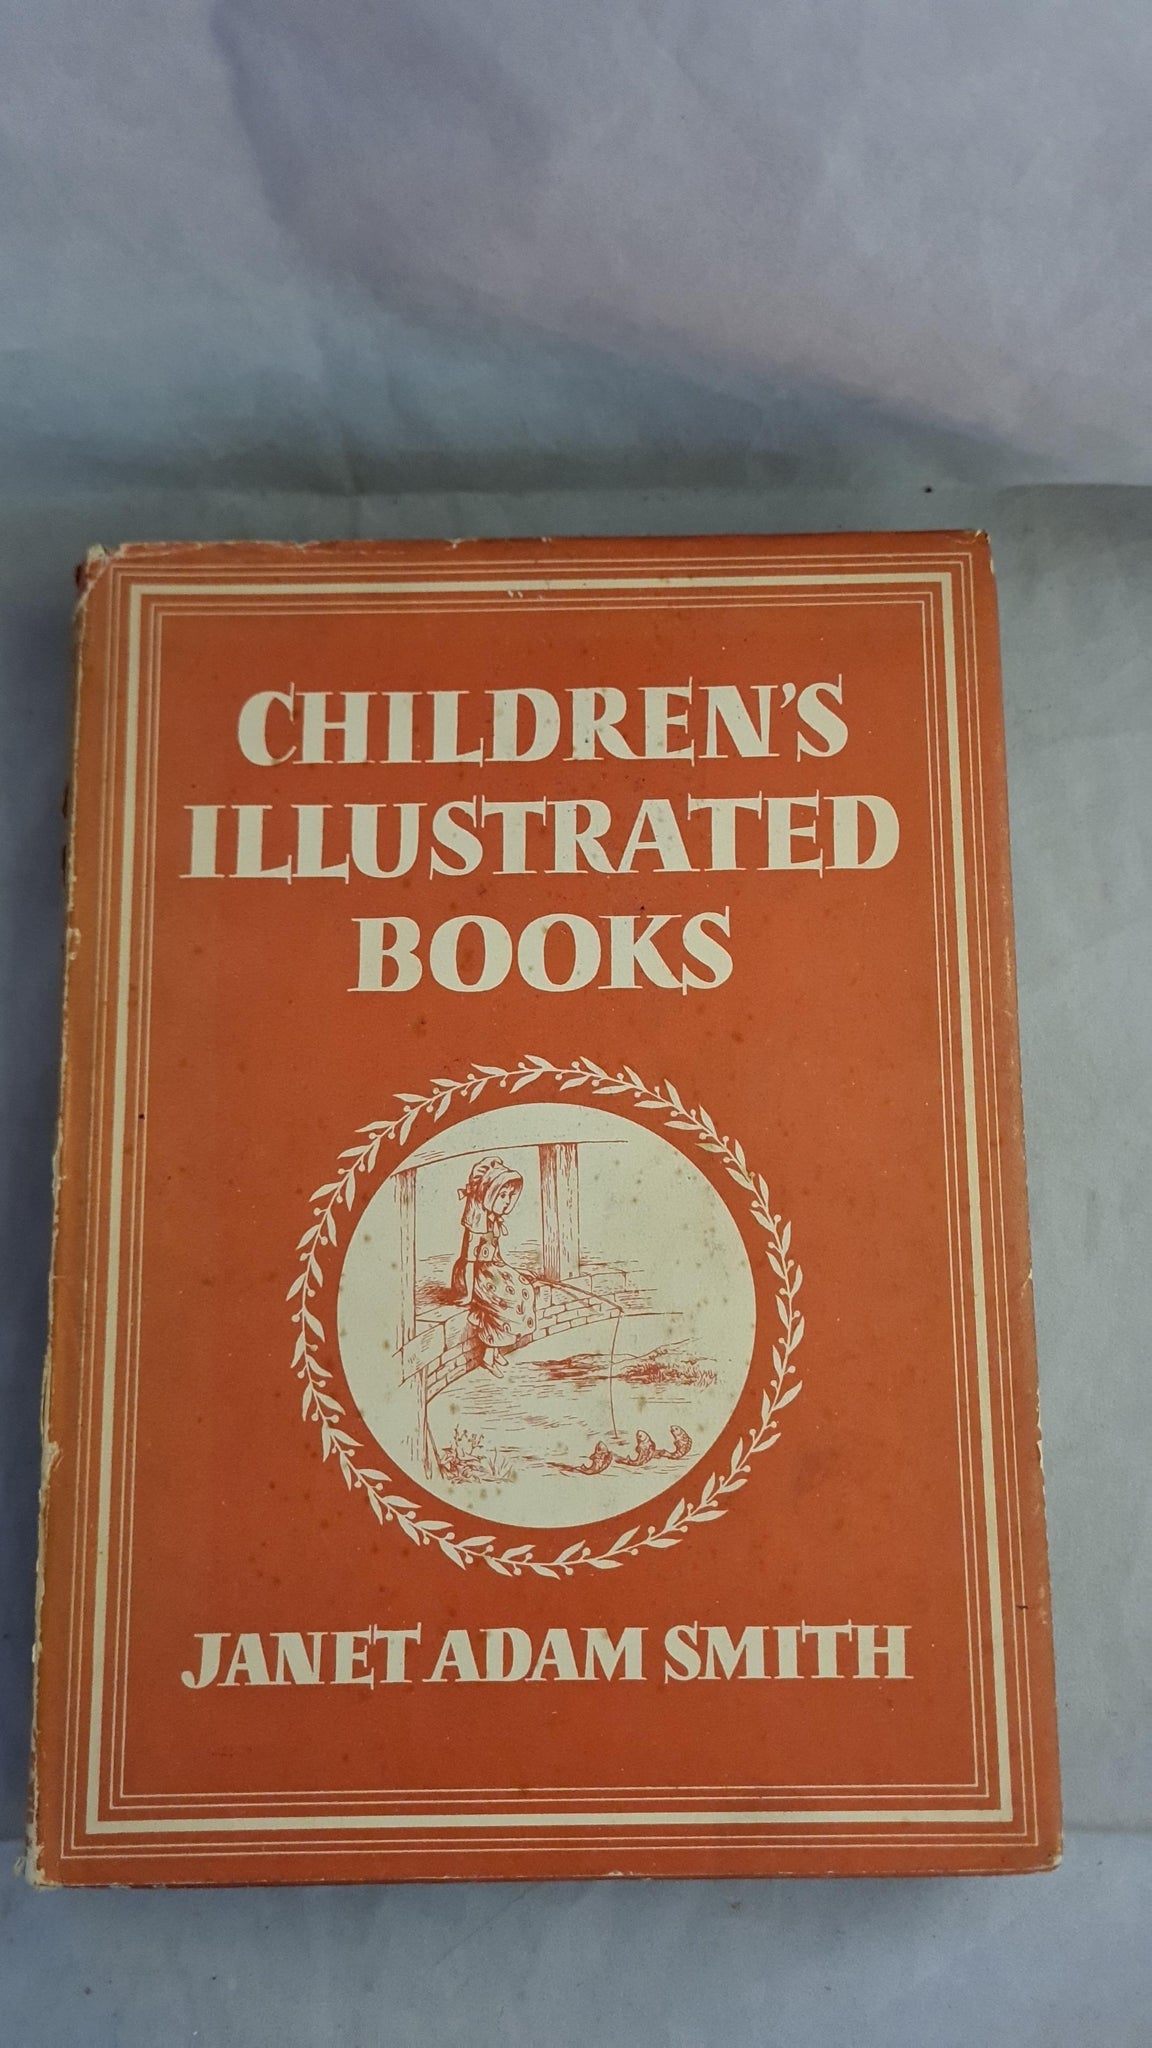 CHILDREN'S
ILLUSTRATED
BOOKS
JANET ADAM SMITH